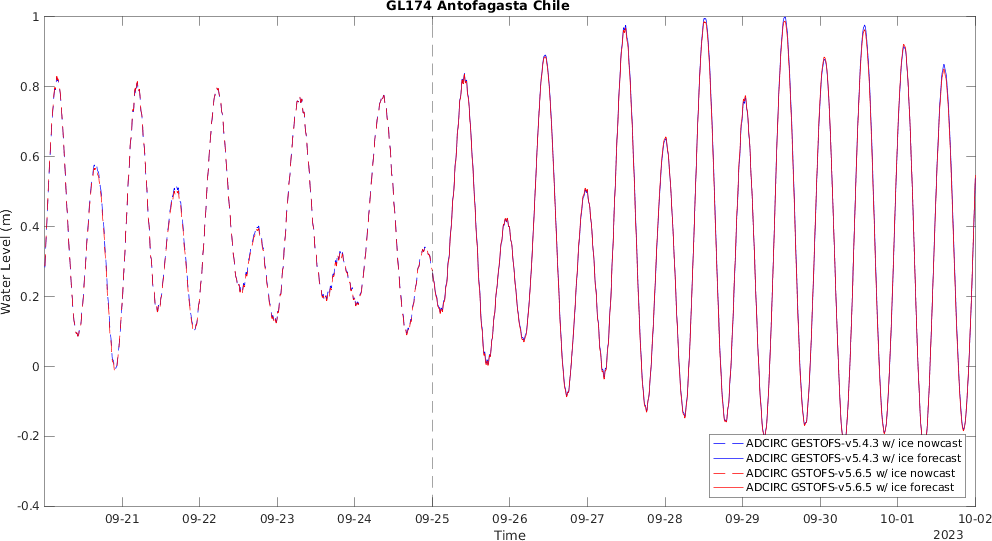 GL174 Antofagasta Chile
1
0.8
0.6
0.4
0.2
0
-0.2
-0.4
Water Level (m)
ADCIRC GESTOFS-v5.4.3 w/ ice nowcast
ADCIRC GESTOFS-v5.4.3 w/ ice forecast
ADCIRC GSTOFS-v5.6.5 w/ ice nowcast
ADCIRC GSTOFS-v5.6.5 w/ ice forecast
09-21 09-22 09-23 09-24 09-25 09-26 09-27 09-28 09-29 09-30 10-01 10-02
Time
2023